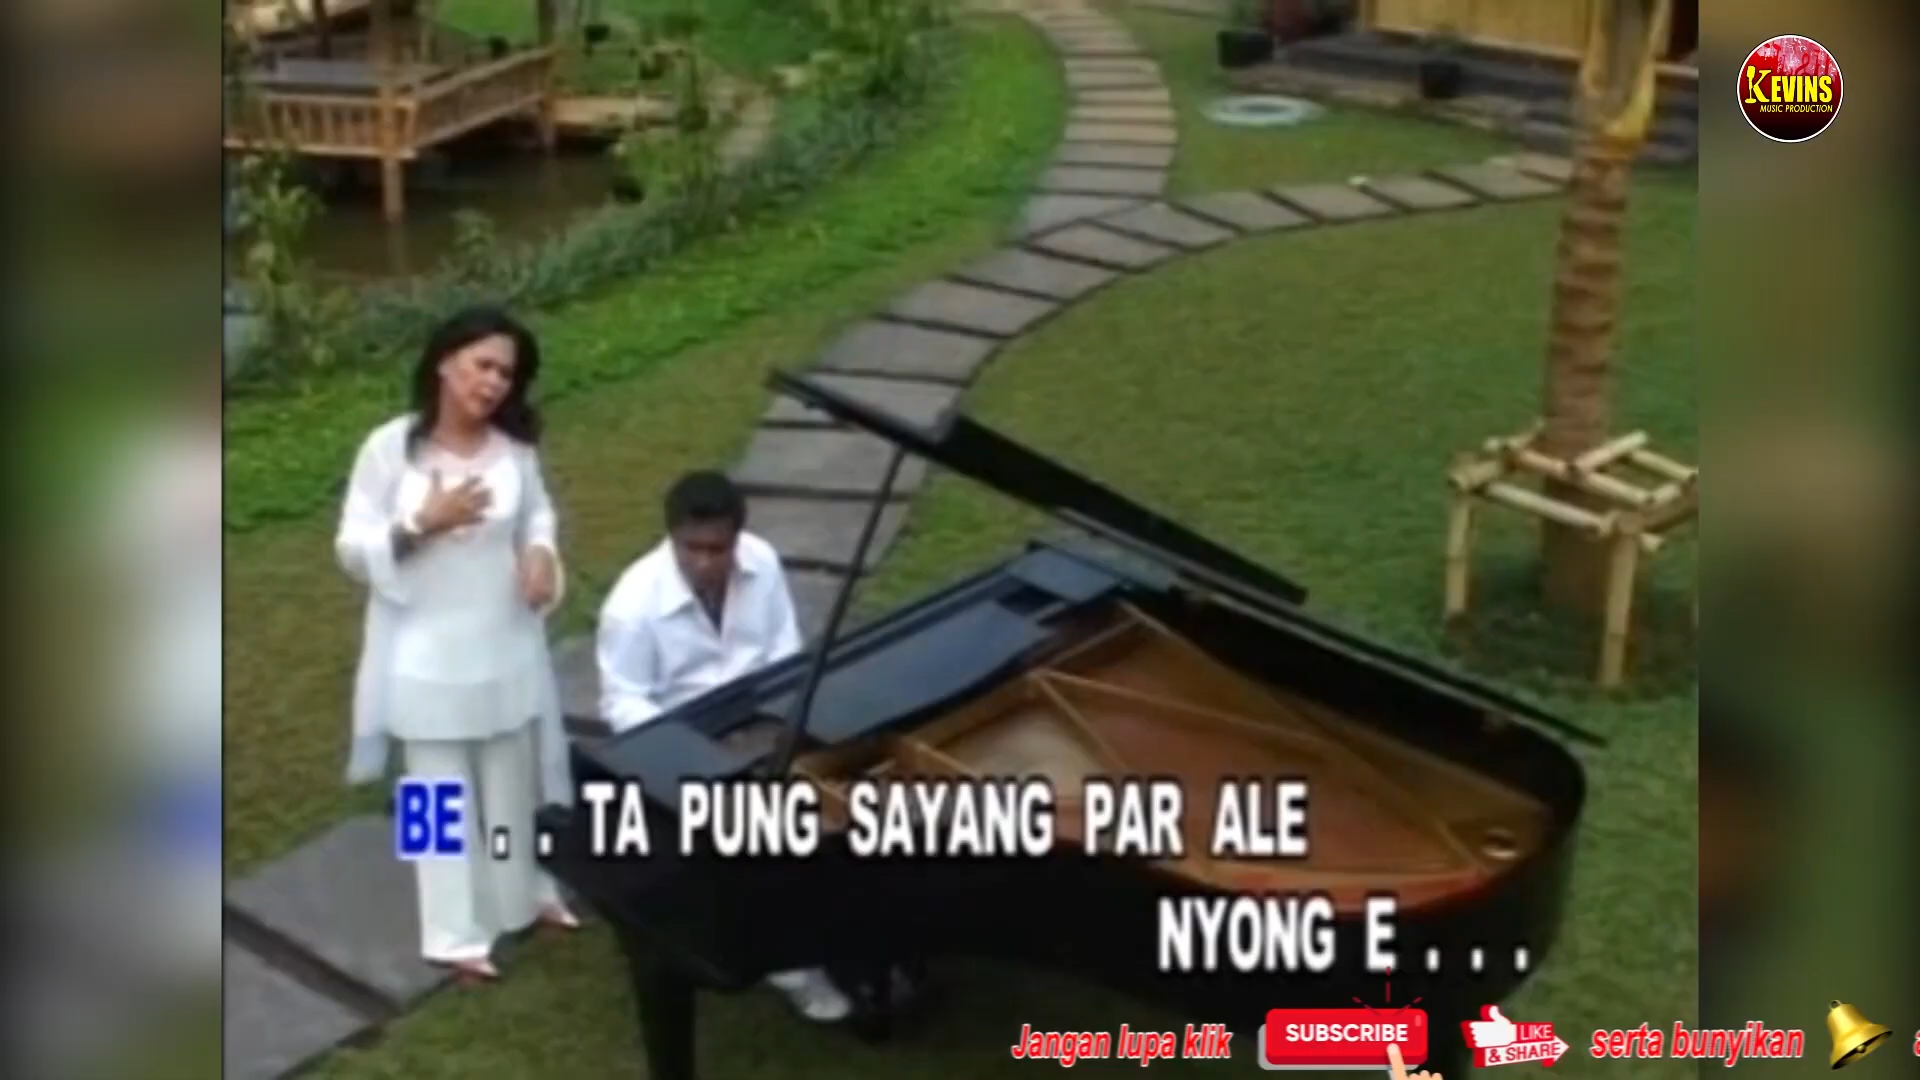 KEVINS
MUSIC PRODUCTION
BE . . TA PUNG SAYANG PAR ALE
NYONG E . . .
Jangan lupa klik SUBSCRIBE LIKE & SHARE serta bunyikan